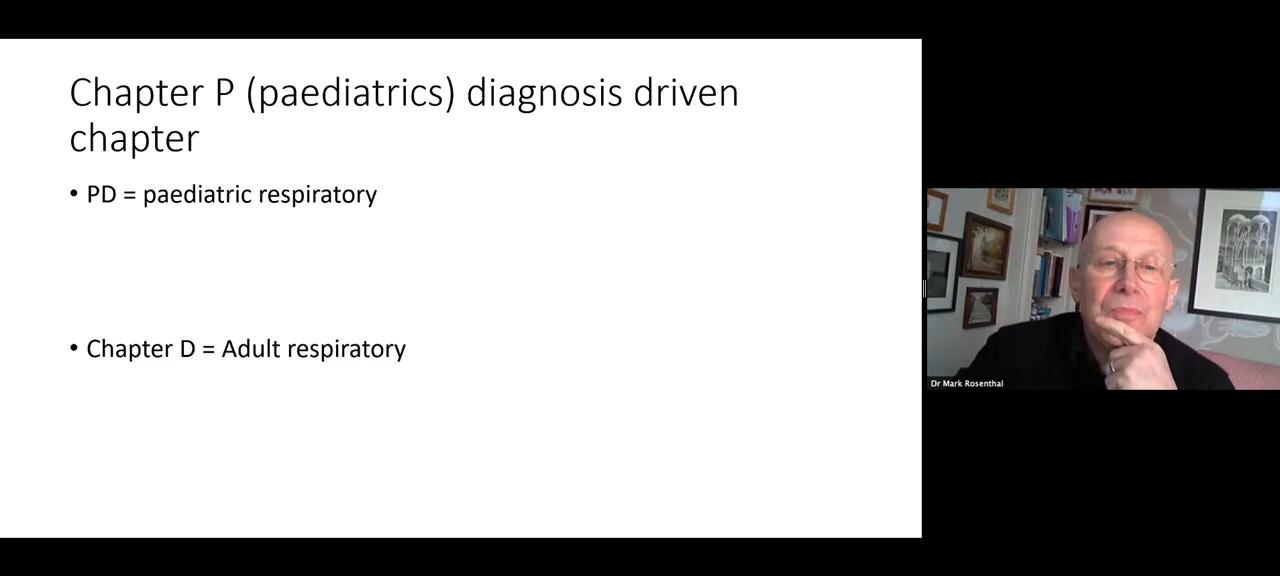 Chapter P (paediatrics) diagnosis driven
chapter
• PD = paediatric respiratory
• Chapter D = Adult respiratory
Dr Mark Rosenthal